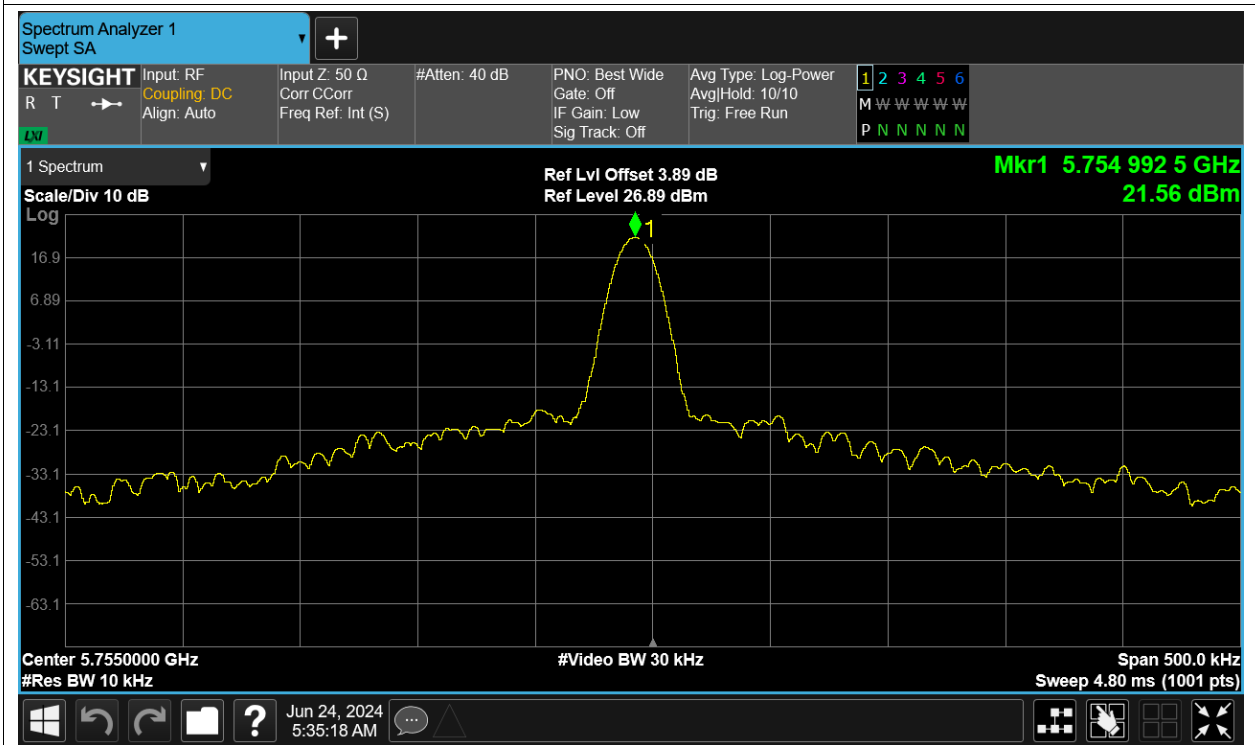 Spectrum Analyzer 1
Swept SA
KEYSIGHT
R T
LXI
Input: RF
Coupling: DC
Align: Auto
Input Z: 50 Ω
Corr CCorr
Freq Ref: Int (S)
#Atten: 40 dB
PNO: Best Wide
Gate: Off
IF Gain: Low
Sig Track: Off
Avg Type: Log-Power
Avg|Hold: 10/10
Trig: Free Run
1 2 3 4 5 6
M W W W W W
P N N N N N
1 Spectrum
Scale/Div 10 dB
Ref Lvl Offset 3.89 dB
Ref Level 26.89 dBm
Mkr1 5.754 992 5 GHz
21.56 dBm
Log
1
16.9
6.89
-3.11
-13.1
-23.1
-33.1
-43.1
-53.1
-63.1
Center 5.7550000 GHz
#Video BW 30 kHz
Span 500.0 kHz
#Res BW 10 kHz
Sweep 4.80 ms (1001 pts)
?
Jun 24, 2024
5:35:18 AM